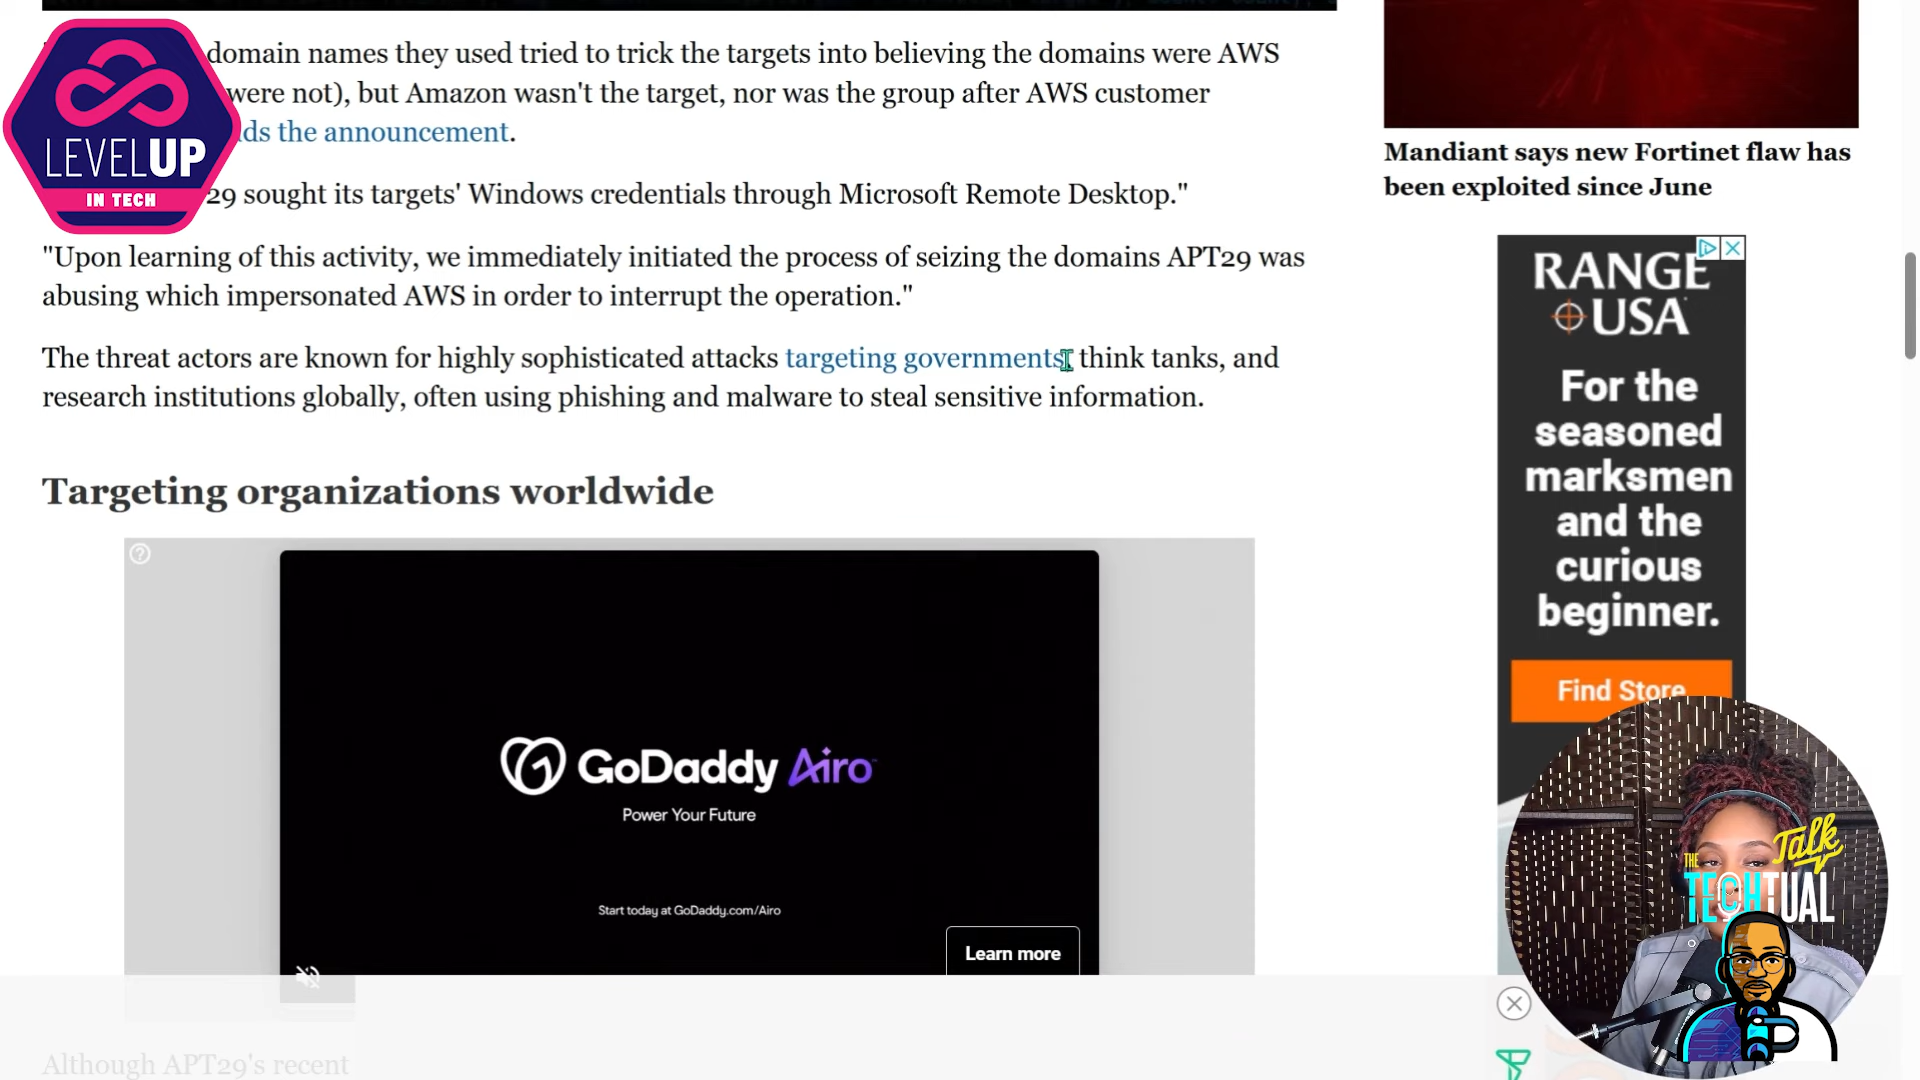 domain names they used tried to trick the targets into believing the domains were AWS
were not), but Amazon wasn't the target, nor was the group after AWS customer
ds the announcement.
29 sought its targets' Windows credentials through Microsoft Remote Desktop."
"Upon learning of this activity, we immediately initiated the process of seizing the domains APT29 was
abusing which impersonated AWS in order to interrupt the operation."
The threat actors are known for highly sophisticated attacks targeting governments, think tanks, and
research institutions globally, often using phishing and malware to steal sensitive information.
Targeting organizations worldwide
GoDaddy Airo
Power Your Future
Start today at GoDaddy.com/Airo
Learn more
Although APT29's recent
LEVELUP
IN TECH
Mandiant says new Fortinet flaw has
been exploited since June
RANGE
USA
For the
seasoned
marksmen
and the
curious
beginner.
Find Store
THE
Talk
TECHTUAL